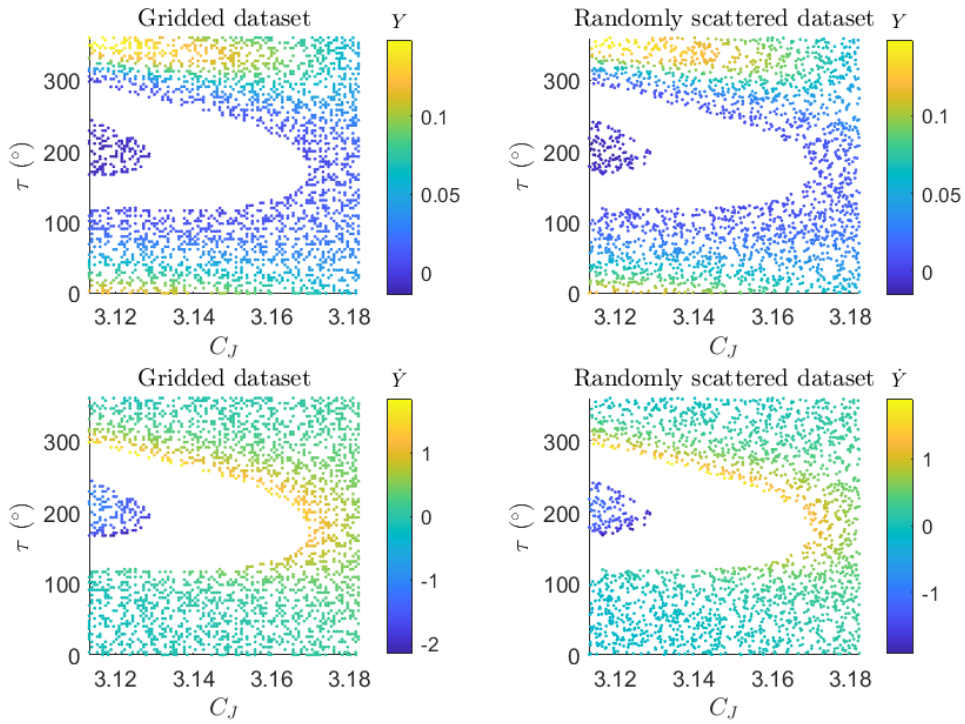 Gridded dataset
Y
300
200
100
0
τ (°)
3.12 3.14 3.16 3.18
C_J
0.1
0.05
0
Randomly scattered dataset
Y
300
200
100
0
τ (°)
3.12 3.14 3.16 3.18
C_J
0.1
0.05
0
Gridded dataset
Ẏ
300
200
100
0
τ (°)
3.12 3.14 3.16 3.18
C_J
1
0
-1
-2
Randomly scattered dataset
Ẏ
300
200
100
0
τ (°)
3.12 3.14 3.16 3.18
C_J
1
0
-1